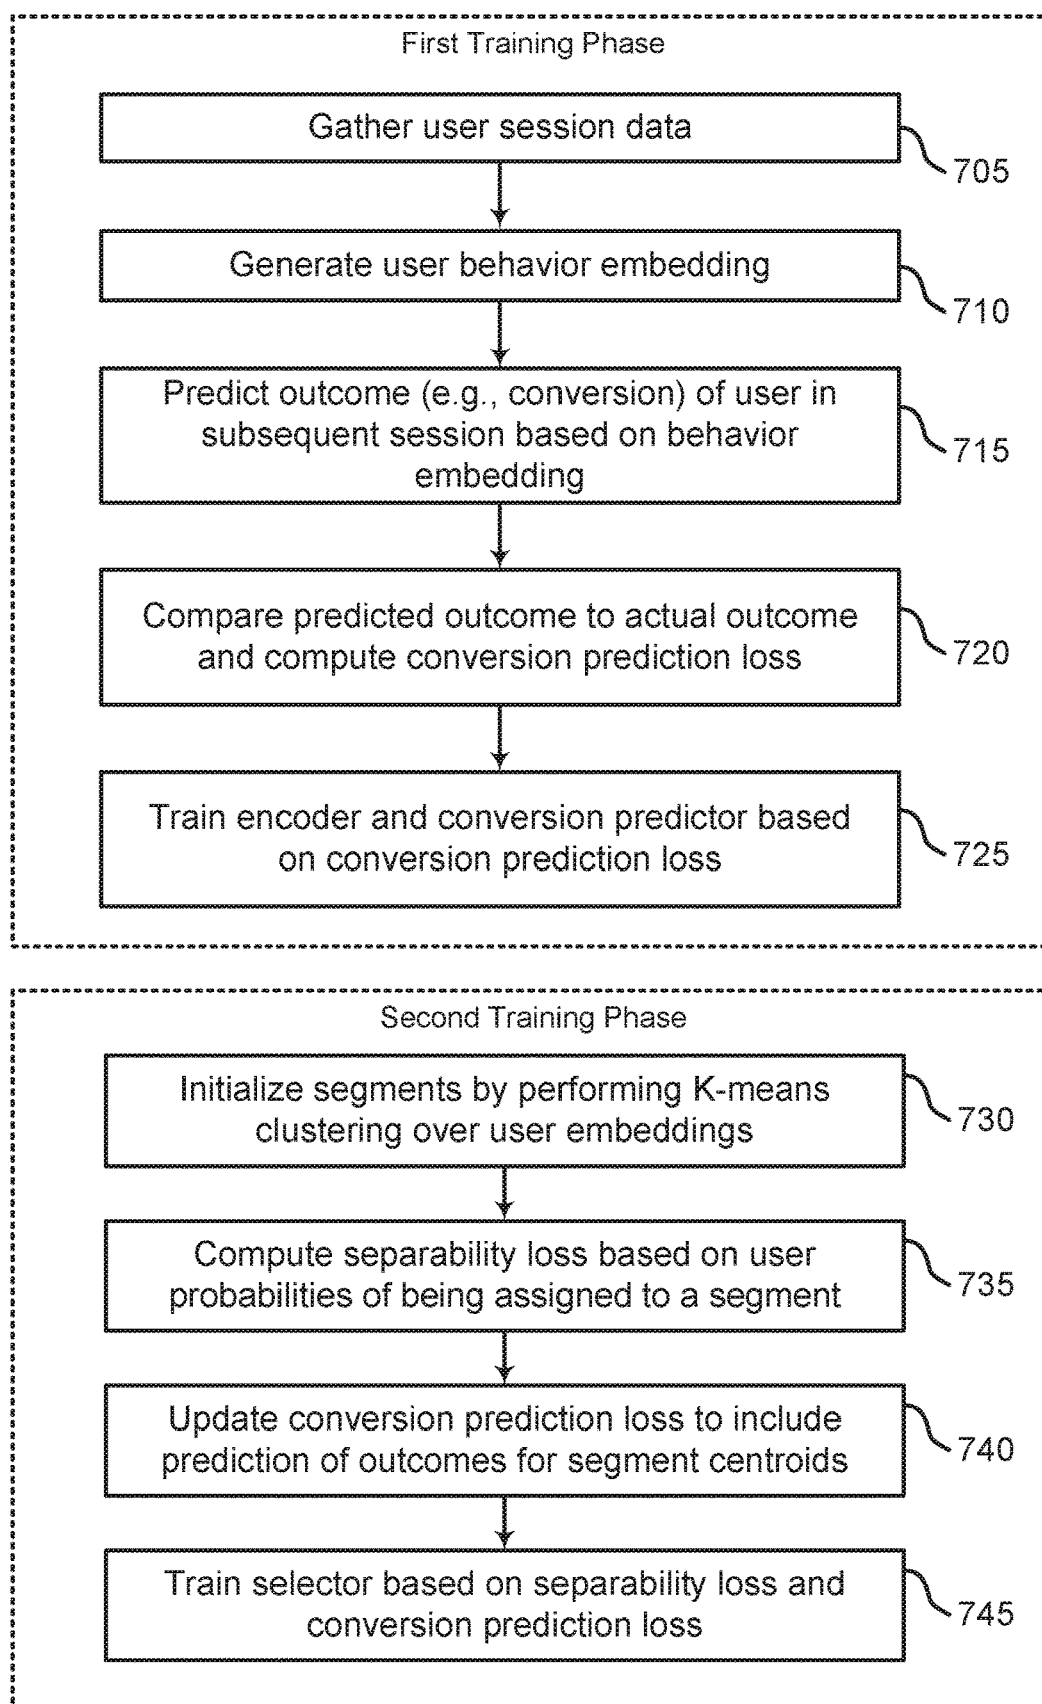 First Training Phase
Gather user session data
705
Generate user behavior embedding
710
Predict outcome (e.g., conversion) of user in
subsequent session based on behavior
embedding
715
Compare predicted outcome to actual outcome
and compute conversion prediction loss
720
Train encoder and conversion predictor based
on conversion prediction loss
725
Second Training Phase
Initialize segments by performing K-means
clustering over user embeddings
730
Compute separability loss based on user
probabilities of being assigned to a segment
735
Update conversion prediction loss to include
prediction of outcomes for segment centroids
740
Train selector based on separability loss and
conversion prediction loss
745